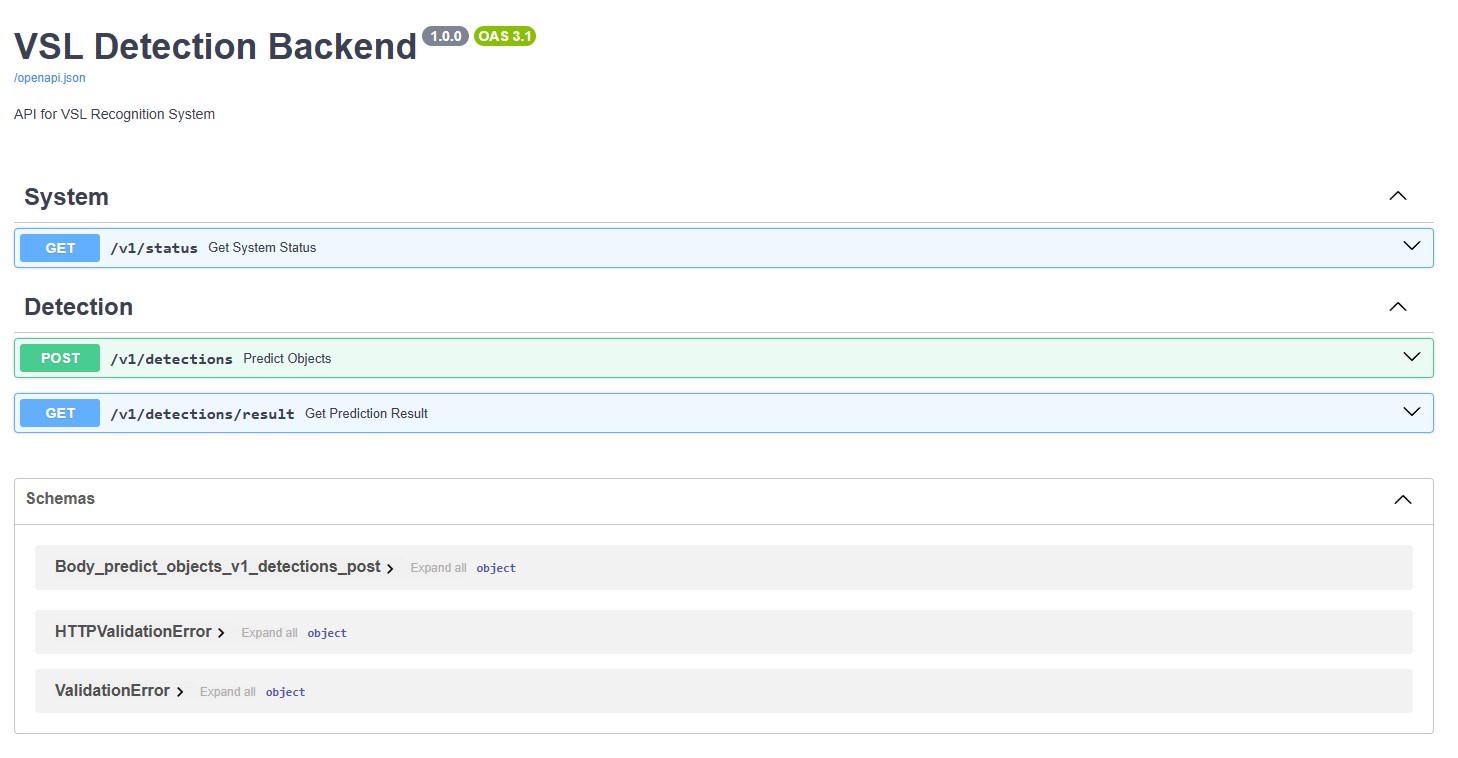 VSL Detection Backend 1.0.0 OAS 3.1
/openapi.json
API for VSL Recognition System
System
GET /v1/status Get System Status
Detection
POST /v1/detections Predict Objects
GET /v1/detections/result Get Prediction Result
Schemas
Body_predict_objects_v1_detections_post Expand all object
HTTPValidationError Expand all object
ValidationError Expand all object